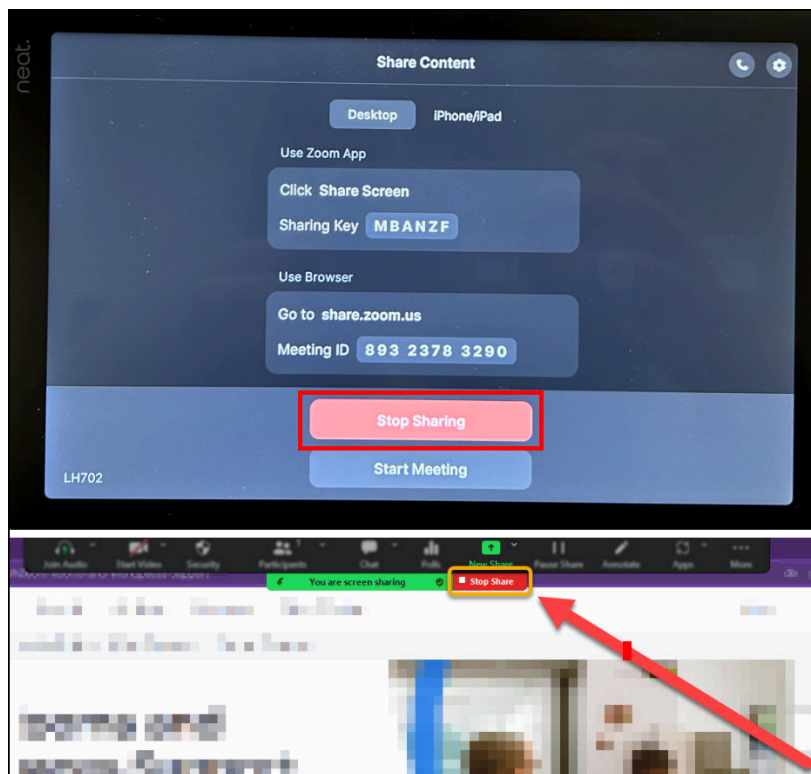 neat.
Share Content
Desktop iPhone/iPad
Use Zoom App
Click Share Screen
Sharing Key MBANZF
Use Browser
Go to share.zoom.us
Meeting ID 893 2378 3290
Stop Sharing
Start Meeting
LH702
Join Audio Start Video Security Participants 1 Chat Polls New Share Pause Share Annotate Apps More
You are screen sharing Stop Share